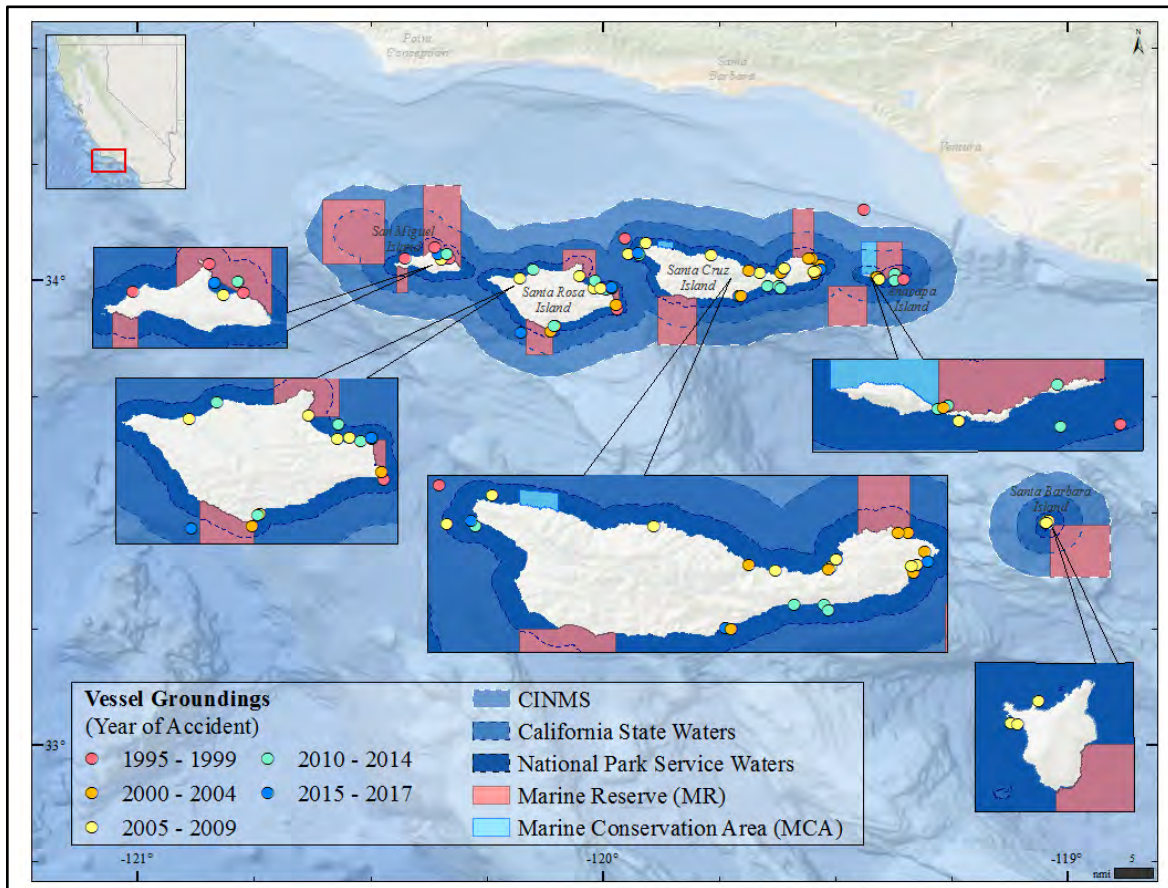 Point
Conception
Santa
Barbara
N
Ventura
San Miguel
Island
34°
34°
Santa Cruz
Island
Santa Rosa
Island
Anacapa
Island
Santa Barbara
Island
Vessel Groundings
(Year of Accident)
1995 - 1999
2000 - 2004
2005 - 2009
2010 - 2014
2015 - 2017
CINMS
California State Waters
National Park Service Waters
Marine Reserve (MR)
Marine Conservation Area (MCA)
33°
33°
-121°
-120°
-119°
nmi
5